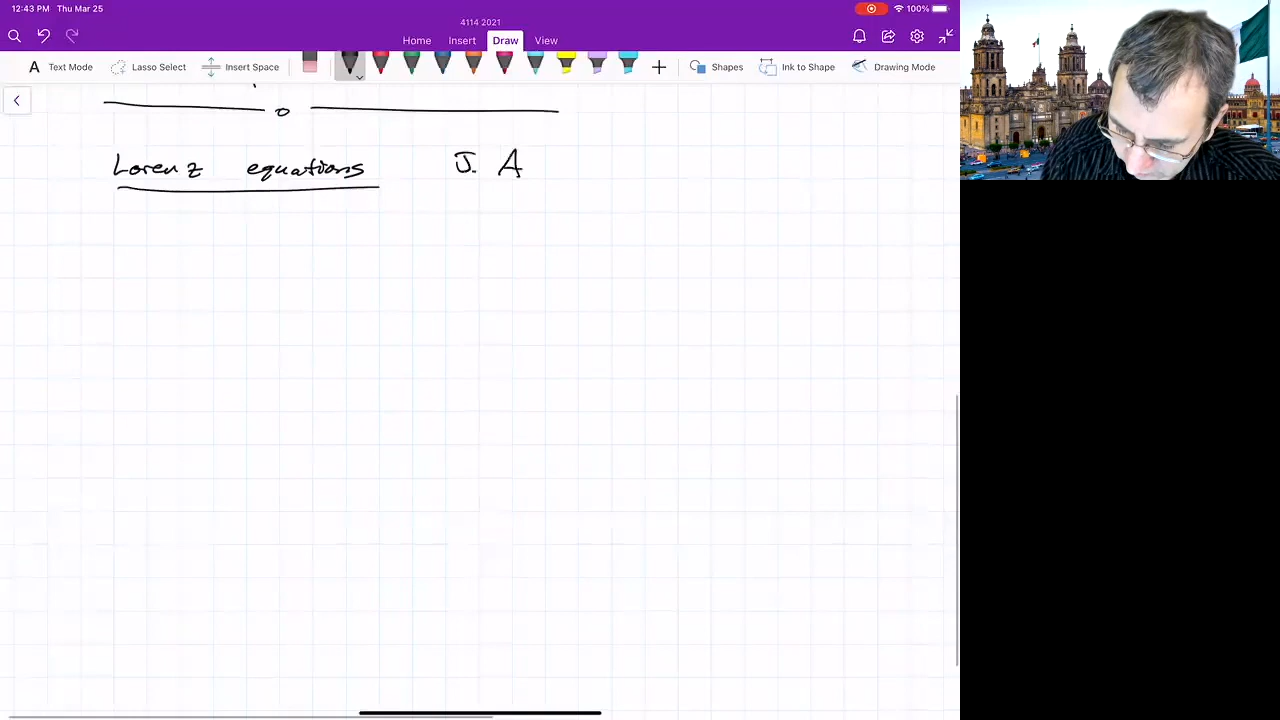 12:43 PM Thu Mar 25
100%
4114 2021
Home Insert Draw View
A Text Mode Lasso Select Insert Space Shapes Ink to Shape Drawing Mode
Lorenz equations J. A